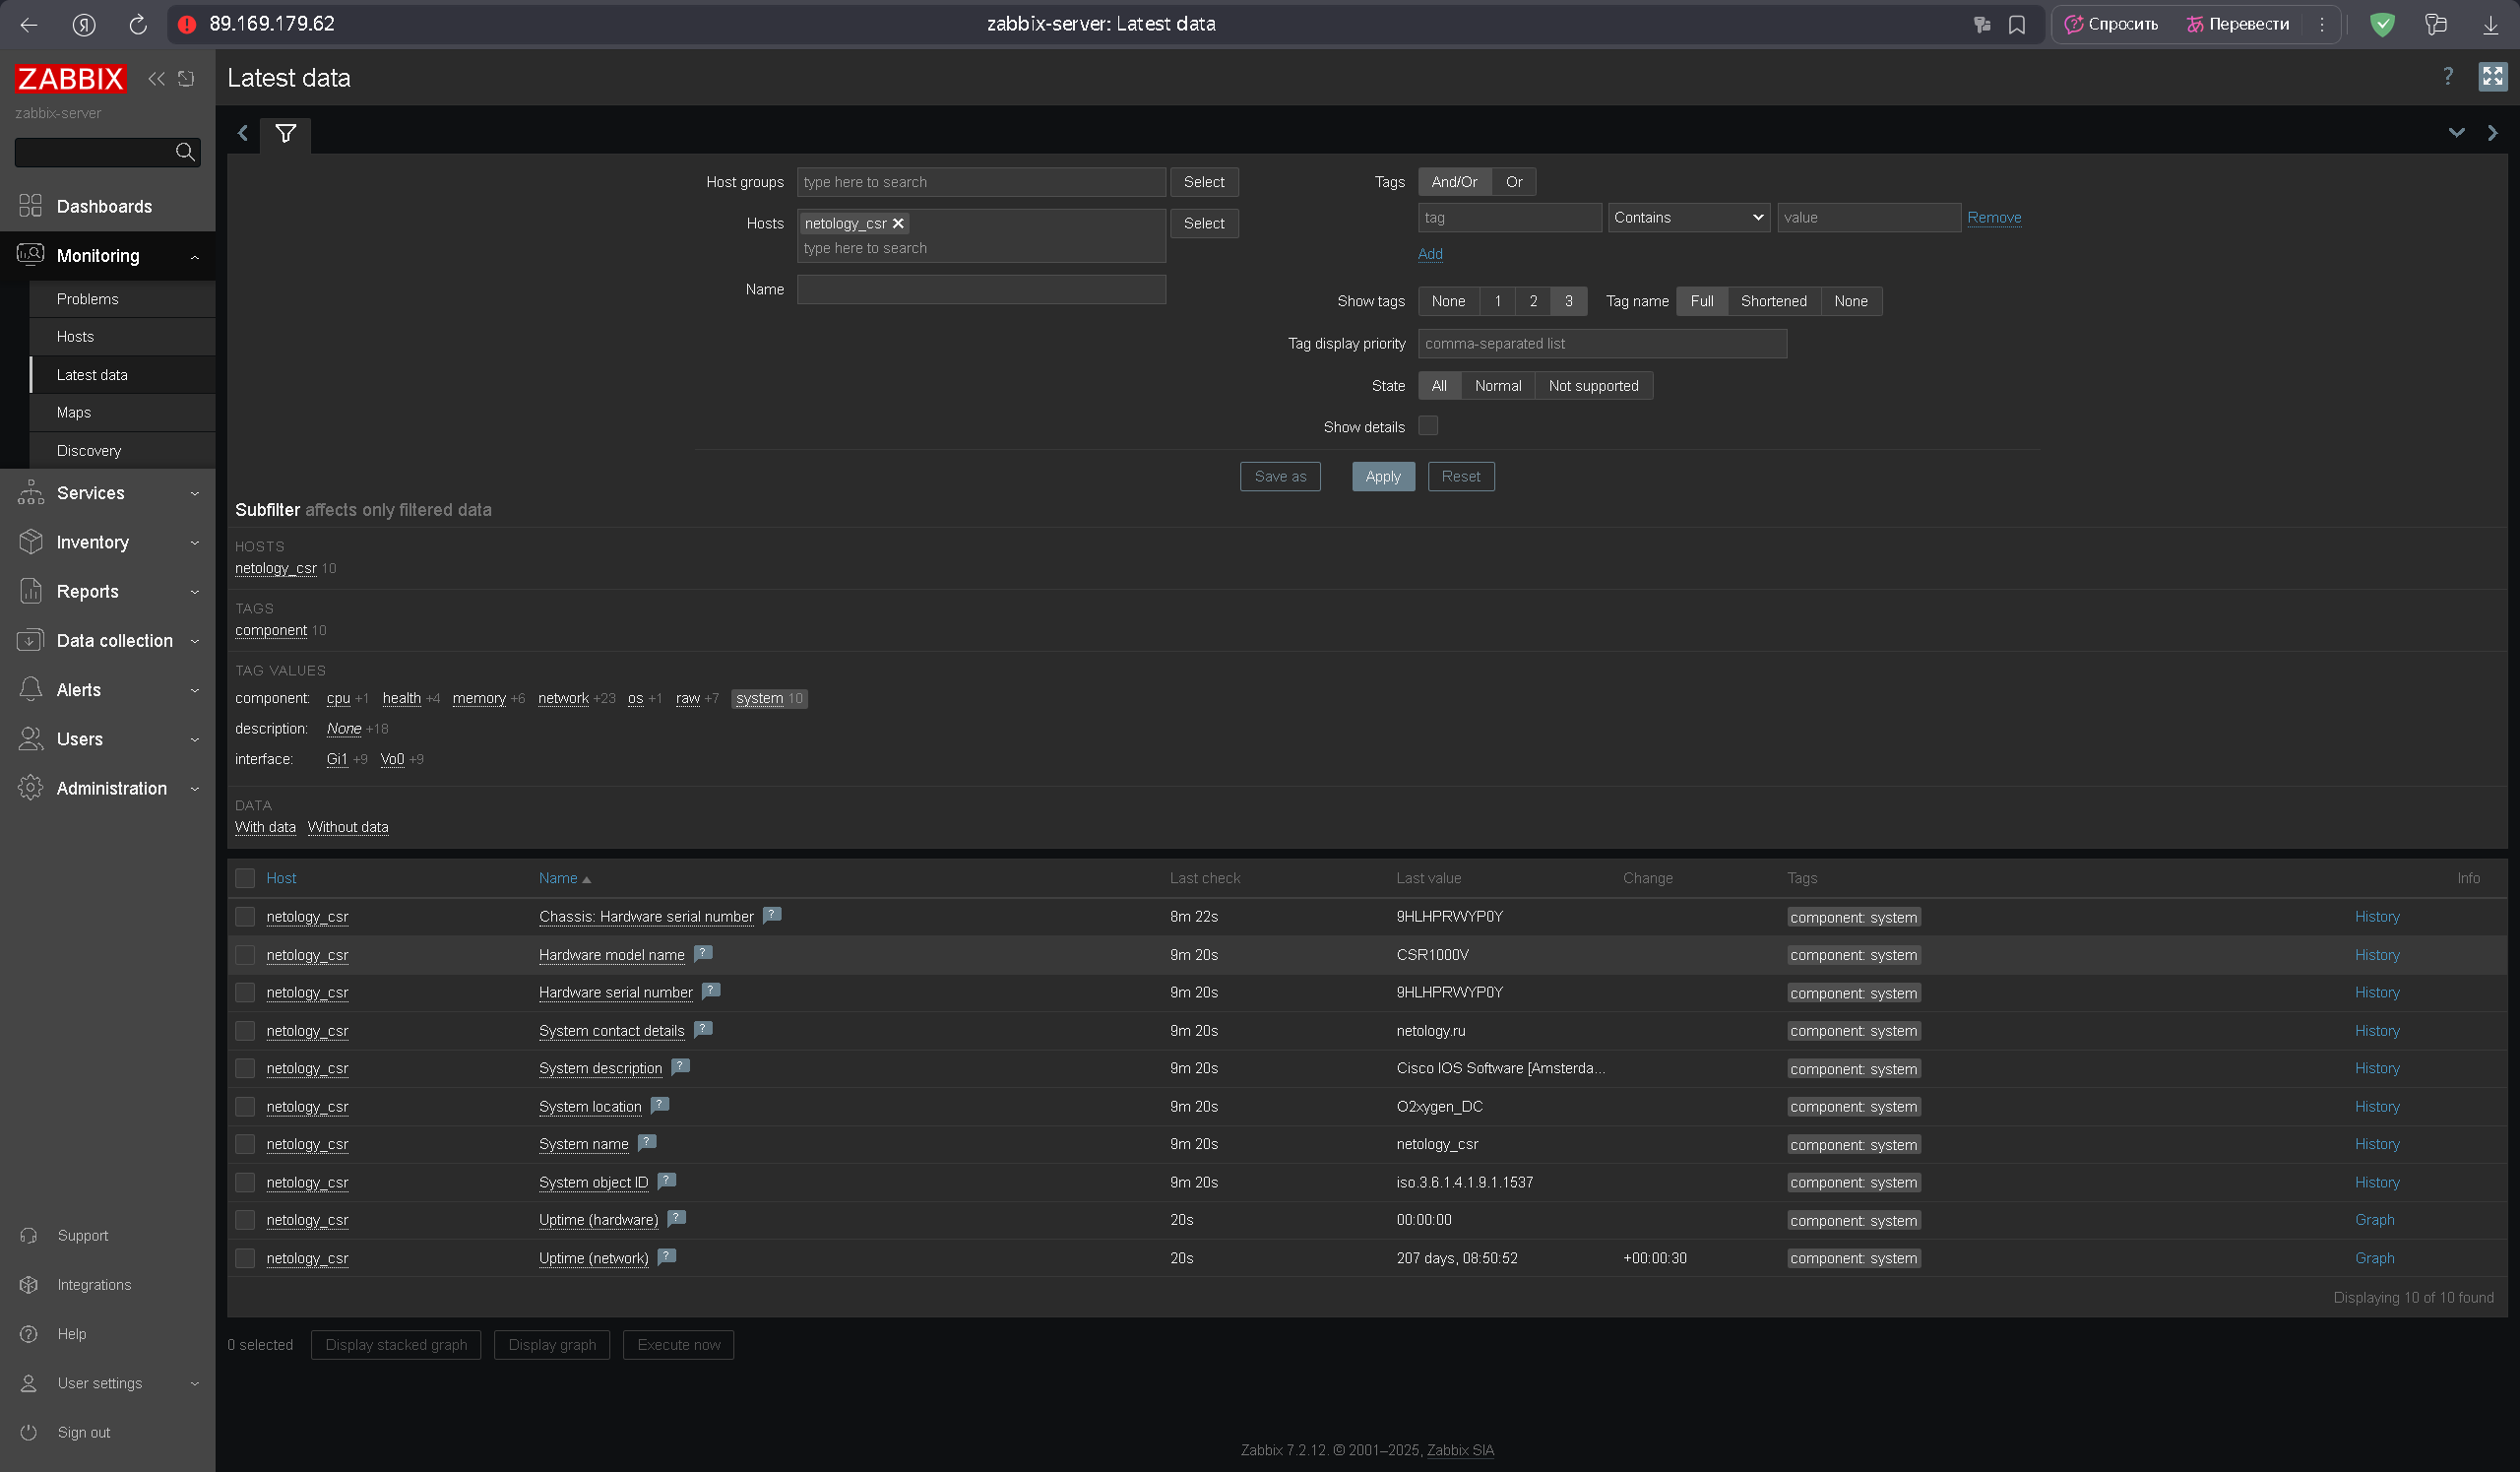 89.169.179.62
zabbix-server: Latest data
Спросить
Перевести
ZABBIX
zabbix-server
Dashboards
Monitoring
Problems
Hosts
Latest data
Maps
Discovery
Services
Inventory
Reports
Data collection
Alerts
Users
Administration
Support
Integrations
Help
User settings
Sign out
Latest data
?
Host groups type here to search Select
Hosts netology_csr type here to search Select
Name
Tags And/Or Or
tag Contains value Remove
Add
Show tags None 1 2 3 Tag name Full Shortened None
Tag display priority comma-separated list
State All Normal Not supported
Show details
Save as Apply Reset
Subfilter affects only filtered data
HOSTS
netology_csr 10
TAGS
component 10
TAG VALUES
component: cpu +1 health +4 memory +6 network +23 os +1 raw +7 system 10
description: None +18
interface: Gi1 +9 Vo0 +9
DATA
With data Without data
Host Name Last check Last value Change Tags Info
netology_csr Chassis: Hardware serial number ? 8m 22s 9HLHPRWYP0Y component: system History
netology_csr Hardware model name ? 9m 20s CSR1000V component: system History
netology_csr Hardware serial number ? 9m 20s 9HLHPRWYP0Y component: system History
netology_csr System contact details ? 9m 20s netology.ru component: system History
netology_csr System description ? 9m 20s Cisco IOS Software [Amsterda... component: system History
netology_csr System location ? 9m 20s O2xygen_DC component: system History
netology_csr System name ? 9m 20s netology_csr component: system History
netology_csr System object ID ? 9m 20s iso.3.6.1.4.1.9.1.1537 component: system History
netology_csr Uptime (hardware) ? 20s 00:00:00 component: system Graph
netology_csr Uptime (network) ? 20s 207 days, 08:50:52 +00:00:30 component: system Graph
Displaying 10 of 10 found
0 selected Display stacked graph Display graph Execute now
Zabbix 7.2.12. © 2001–2025, Zabbix SIA